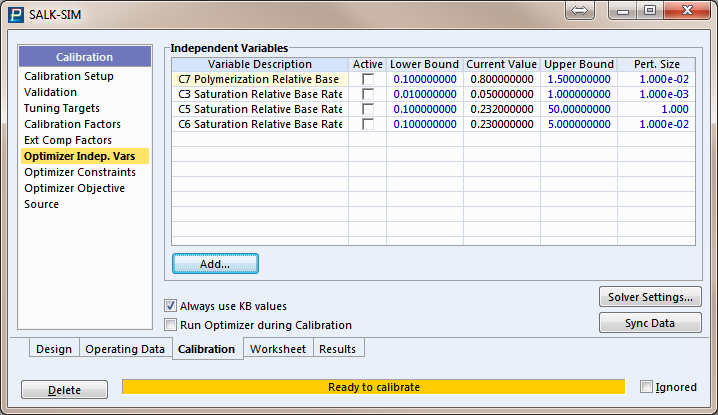 SALK-SIM
Calibration
Calibration Setup
Validation
Tuning Targets
Calibration Factors
Ext Comp Factors
Optimizer Indep. Vars
Optimizer Constraints
Optimizer Objective
Source
Independent Variables
Variable Description Active Lower Bound Current Value Upper Bound Pert. Size
C7 Polymerization Relative Base 0.100000000 0.800000000 1.500000000 1.000e-02
C3 Saturation Relative Base Rate 0.010000000 0.050000000 1.000000000 1.000e-03
C5 Saturation Relative Base Rate 0.100000000 0.232000000 50.00000000 1.000
C6 Saturation Relative Base Rate 0.100000000 0.230000000 5.000000000 1.000e-02
Add...
Always use KB values
Run Optimizer during Calibration
Solver Settings...
Sync Data
Design Operating Data Calibration Worksheet Results
Delete Ready to calibrate Ignored